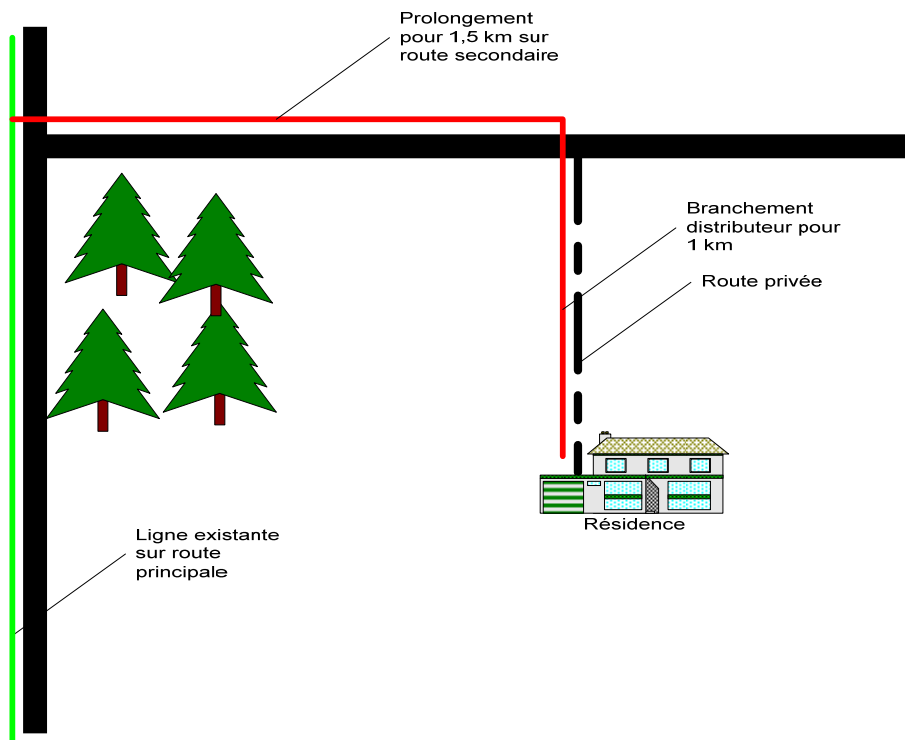 Prolongement
pour 1,5 km sur
route secondaire
Branchement
distributeur pour
1 km
Route privée
Résidence
Ligne existante
sur route
principale